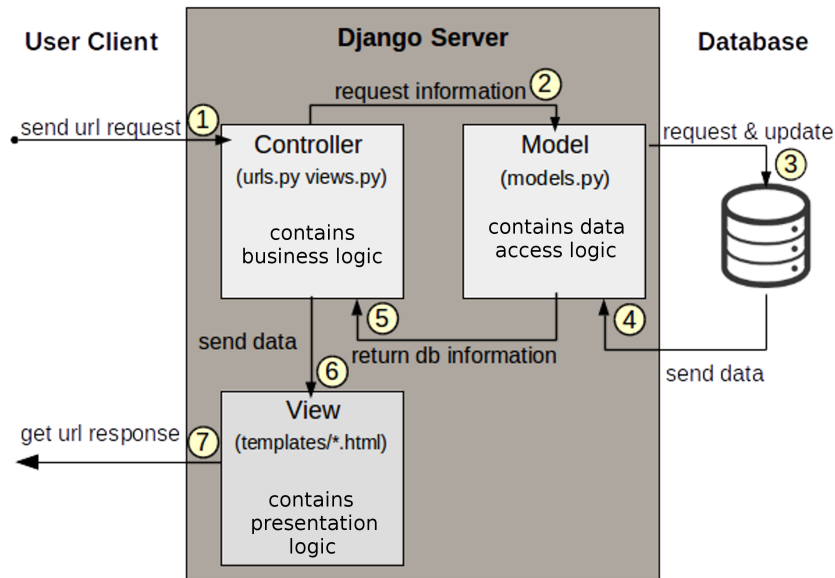 User Client
Django Server
Database
request information
2
send url request
1
request & update
3
Controller
(urls.py views.py)
contains
business logic
Model
(models.py)
contains data
access logic
5
4
send data
return db information
send data
6
View
(templates/*.html)
contains
presentation
logic
get url response
7